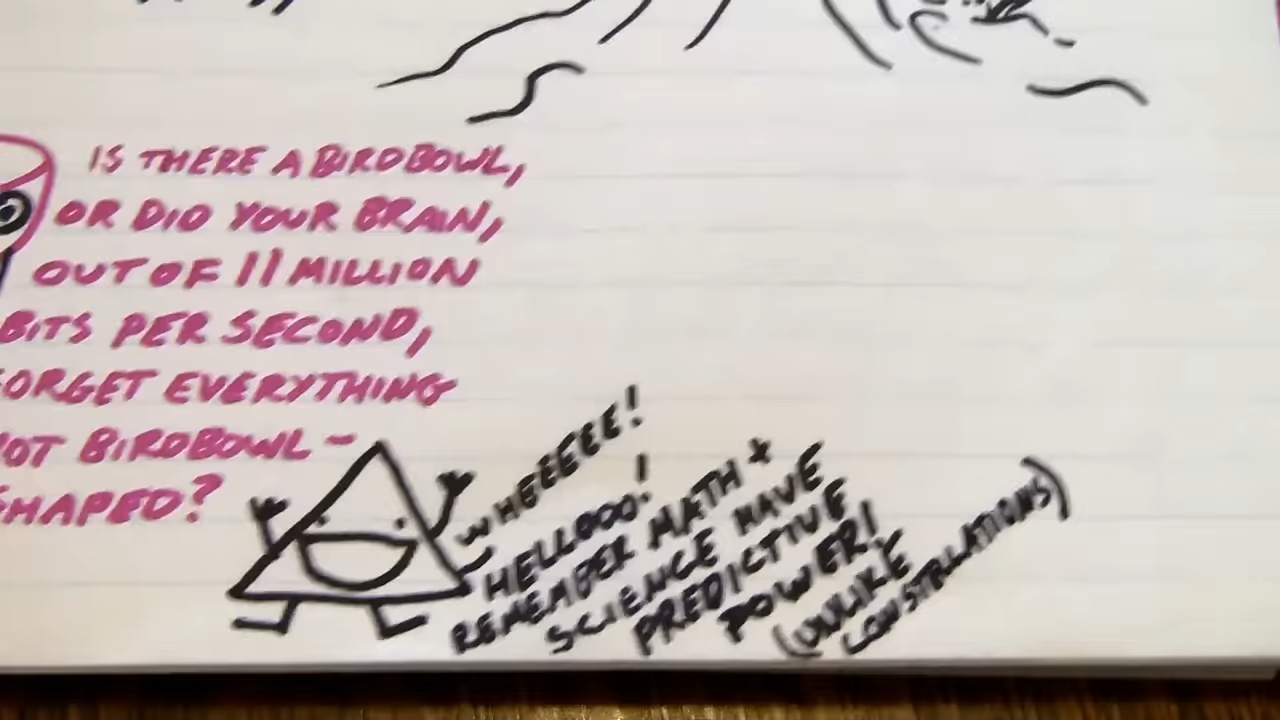 IS THERE A BIRDBOWL,
OR DID YOUR BRAIN,
OUT OF 11 MILLION
BITS PER SECOND,
FORGET EVERYTHING
NOT BIRDBOWL-
SHAPED?
WHEEEEE!
HELLOOO!
REMEMBER MATH +
SCIENCE HAVE
PREDICTIVE
POWER!
(UNLIKE
CONSTELLATIONS)